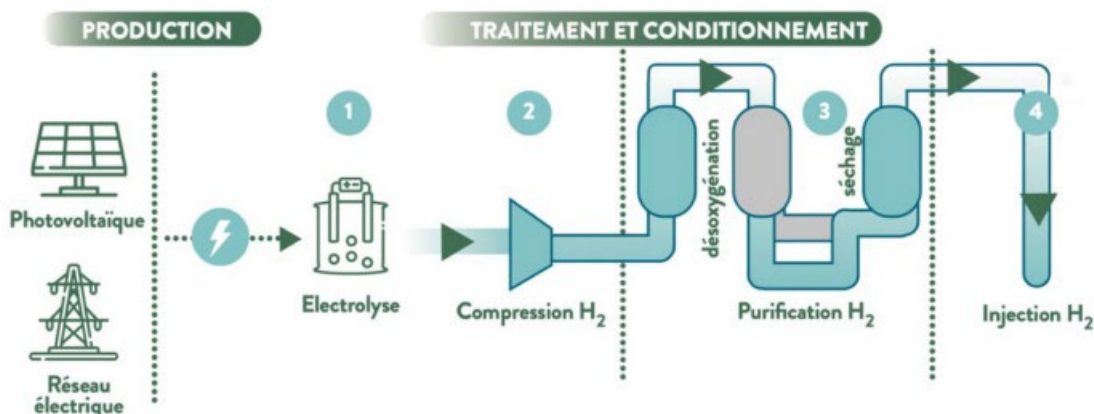 PRODUCTION
TRAITEMENT ET CONDITIONNEMENT
1
2
3
4
Photovoltaïque
Réseau
électrique
Electrolyse
Compression H₂
désoxygénation
séchage
Purification H₂
Injection H₂